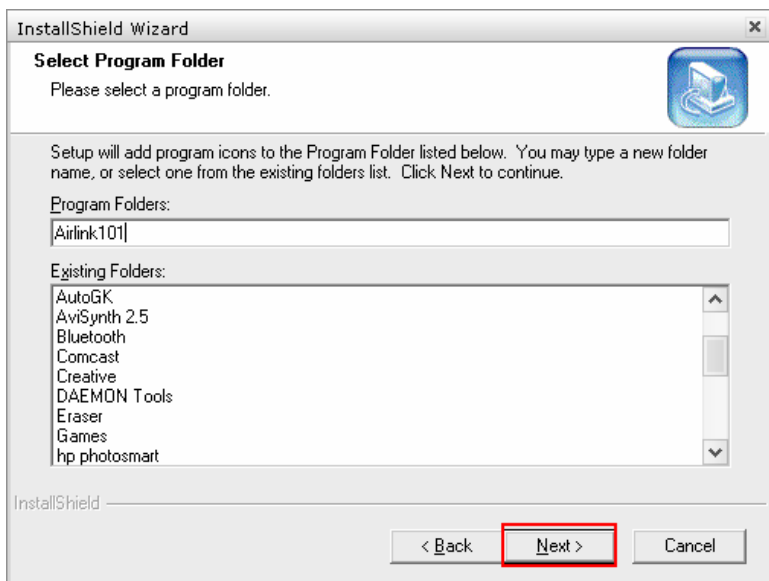 InstallShield Wizard
Select Program Folder
Please select a program folder.
Setup will add program icons to the Program Folder listed below. You may type a new folder
name, or select one from the existing folders list. Click Next to continue.
Program Folders:
Airlink101
Existing Folders:
AutoGK
AviSynth 2.5
Bluetooth
Comcast
Creative
DAEMON Tools
Eraser
Games
hp photosmart
InstallShield
< Back
Next >
Cancel